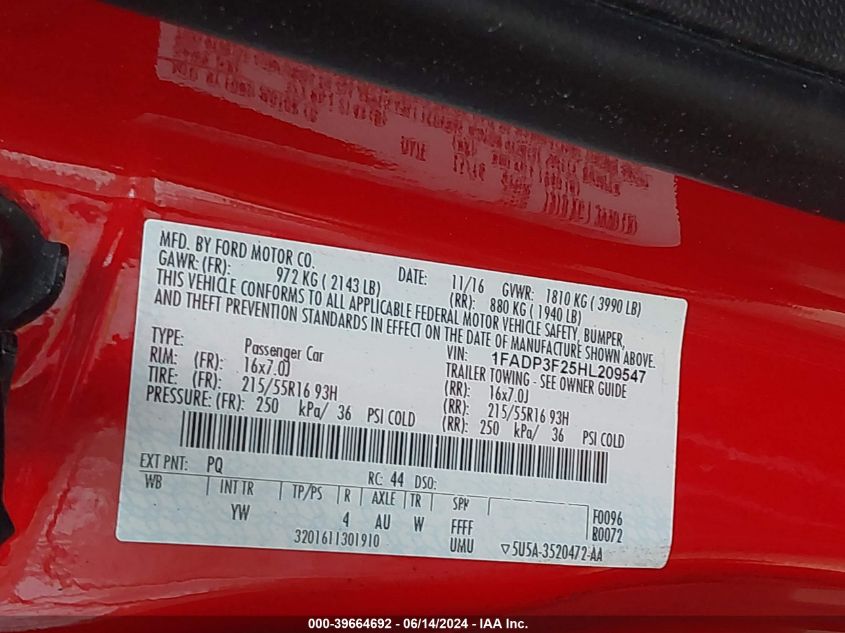 MFD. BY FORD MOTOR CO.
DATE: 11/16 GVWR: 1810 KG ( 3990 LB)
GAWR: (FR): 972 KG ( 2143 LB) (RR): 880 KG ( 1940 LB)
THIS VEHICLE CONFORMS TO ALL APPLICABLE FEDERAL MOTOR VEHICLE SAFETY, BUMPER,
AND THEFT PREVENTION STANDARDS IN EFFECT ON THE DATE OF MANUFACTURE SHOWN ABOVE.
VIN: 1FADP3F25HL209547
TYPE: Passenger Car TRAILER TOWING - SEE OWNER GUIDE
RIM: (FR): 16x7.0J (RR): 16x7.0J
TIRE: (FR): 215/55R16 93H (RR): 215/55R16 93H
PRESSURE: (FR): 250 kPa/ 36 PSI COLD (RR): 250 kPa/ 36 PSI COLD
EXT PNT: PQ RC: 44 DSO:
WB INT TR TP/PS R AXLE TR SPR F0096
YW 4 AU W FFFF R0072
3201611301910 UMU ▽5U5A-3520472-AA
000-39664692 - 06/14/2024 - IAA Inc.